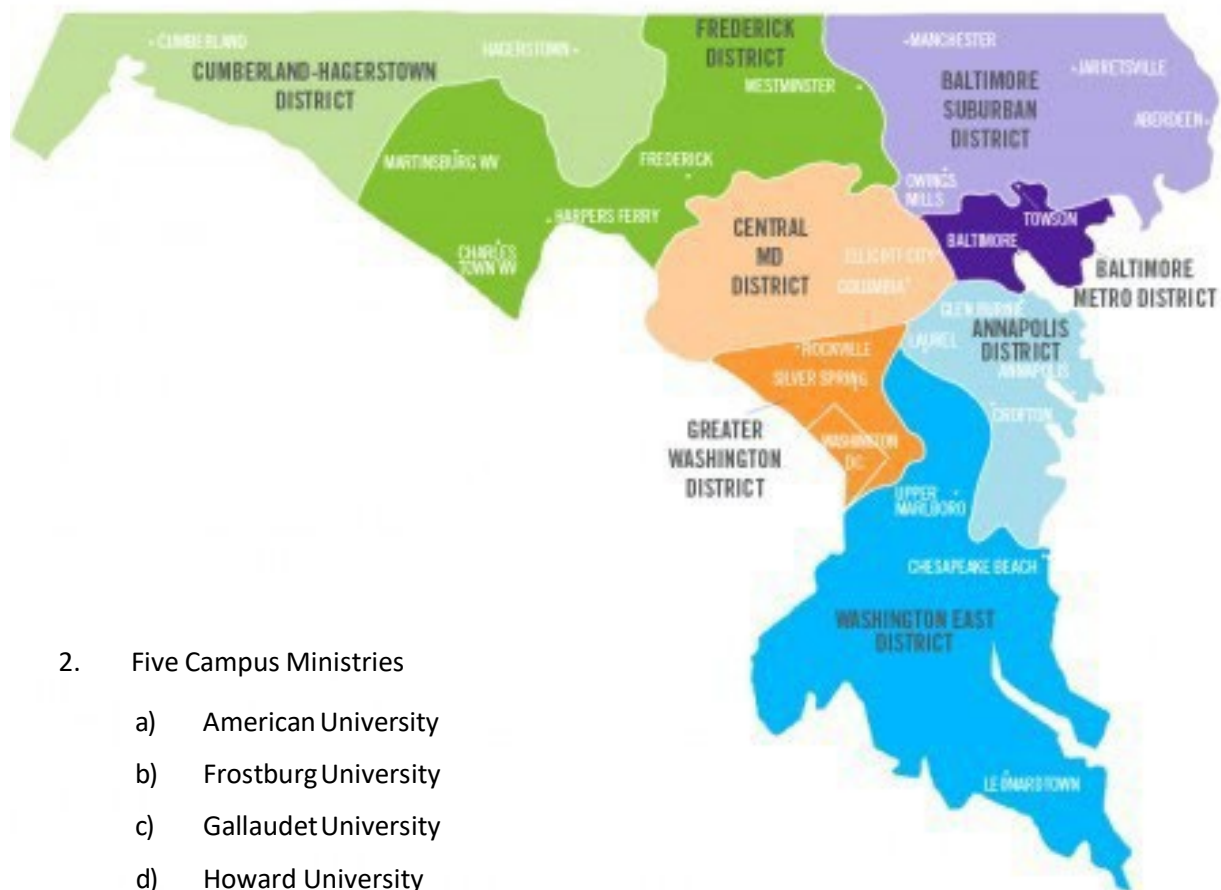 CUMBERLAND
CUMBERLAND-HAGERSTOWN
DISTRICT
HAGERSTOWN
FREDERICK
DISTRICT
WESTMINSTER
MANCHESTER
JARRETSVILLE
BALTIMORE
SUBURBAN
DISTRICT
ABERDEEN
MARTINSBURG WV
FREDERICK
HARPERS FERRY
CHARLES
TOWN WV
OWINGS
MILLS
TOWSON
BALTIMORE
BALTIMORE
METRO DISTRICT
CENTRAL
MD
DISTRICT
ELLICOTT CITY
COLUMBIA
GLEN BURNIE
ANNAPOLIS
DISTRICT
LAUREL
ANNAPOLIS
CROFTON
ROCKVILLE
SILVER SPRING
GREATER
WASHINGTON
DISTRICT
WASHINGTON
D.C.
UPPER
MARLBORO
CHESAPEAKE BEACH
WASHINGTON EAST
DISTRICT
LEONARDTOWN
2. Five Campus Ministries
a) American University
b) Frostburg University
c) Gallaudet University
d) Howard University